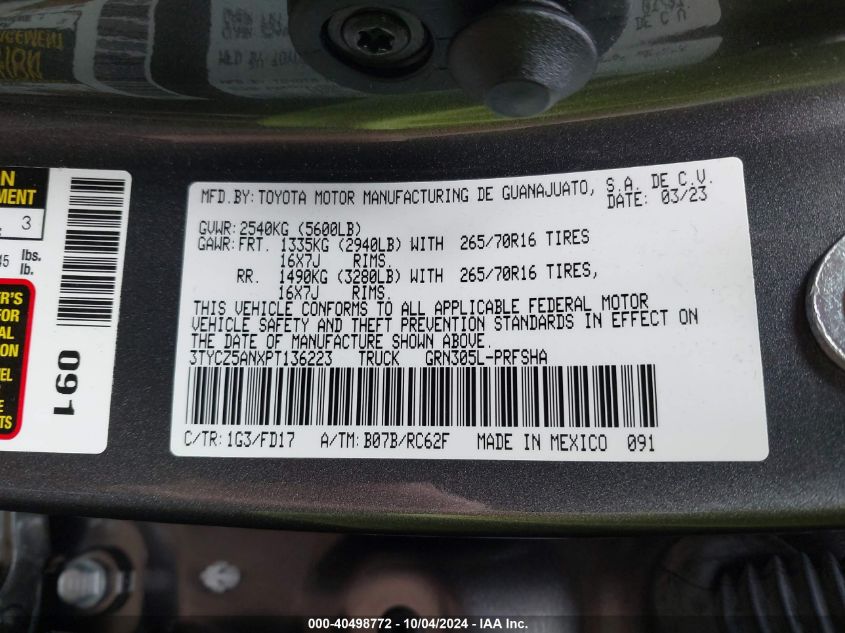 MFD.BY: TOYOTA MOTOR MANUFACTURING DE GUANAJUATO, S.A. DE C.V.
DATE: 03/23
GVWR: 2540KG (5600LB)
GAWR: FRT. 1335KG (2940LB) WITH 265/70R16 TIRES
16X7J RIMS.
RR. 1490KG (3280LB) WITH 265/70R16 TIRES,
16X7J RIMS.
THIS VEHICLE CONFORMS TO ALL APPLICABLE FEDERAL MOTOR
VEHICLE SAFETY AND THEFT PREVENTION STANDARDS IN EFFECT ON
THE DATE OF MANUFACTURE SHOWN ABOVE.
3TYCZ5ANXPT136223 TRUCK GRN305L-PRFSHA
C/TR: 1G3/FD17 A/TM: B07B/RC62F MADE IN MEXICO 091
3
lbs.
lb.
FOR
091
000-40498772 - 10/04/2024 - IAA Inc.